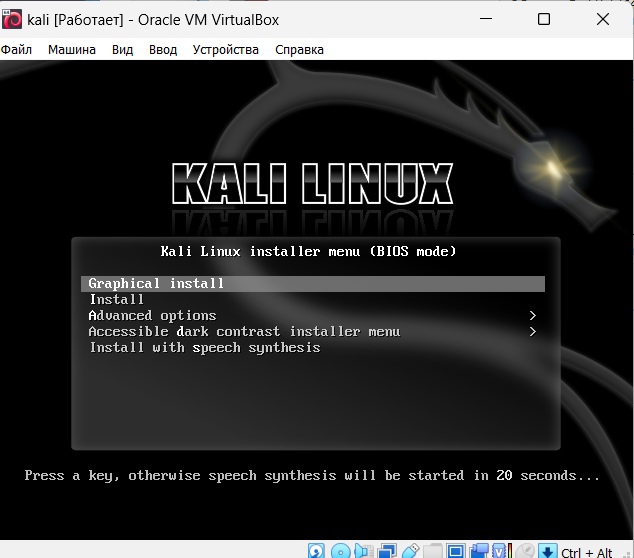 kali [Работает] - Oracle VM VirtualBox
Файл Машина Вид Ввод Устройства Справка
KALI LINUX
Kali Linux installer menu (BIOS mode)
Graphical install
Install
Advanced options >
Accessible dark contrast installer menu >
Install with speech synthesis
Press a key, otherwise speech synthesis will be started in 20 seconds...
Ctrl + Alt